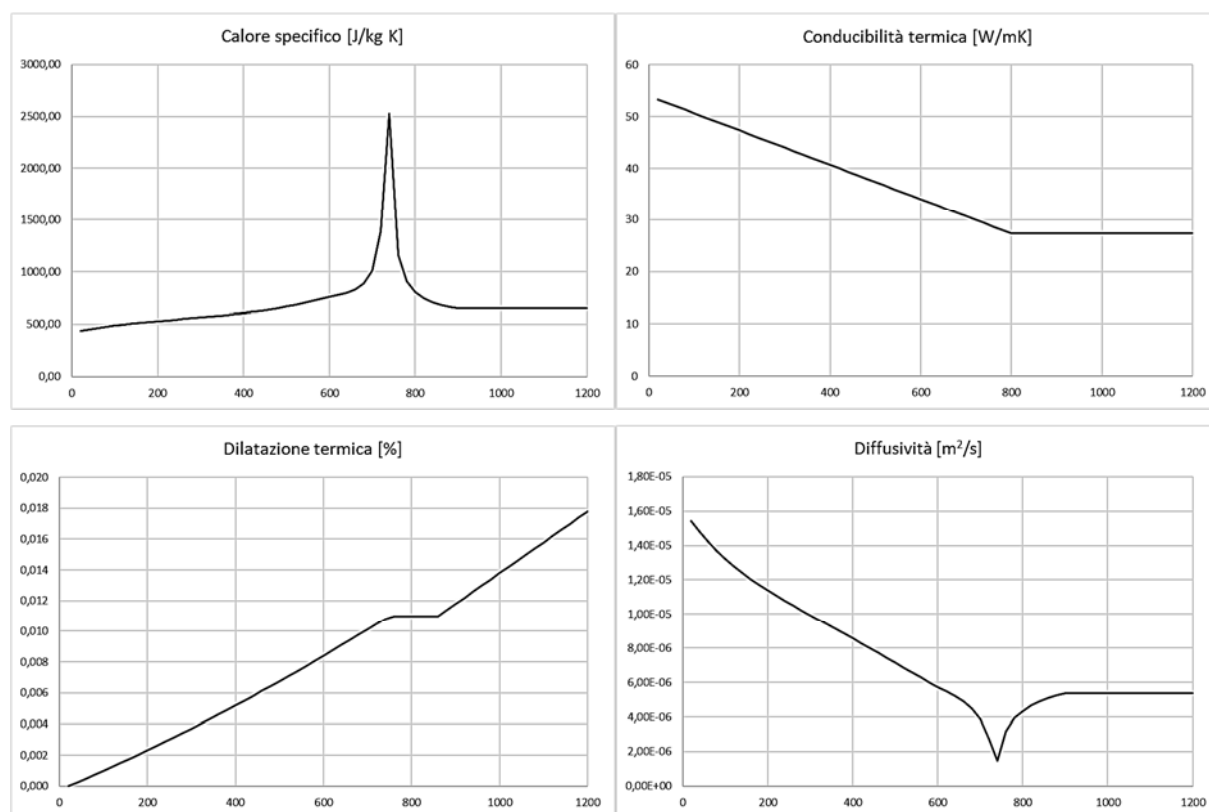 Calore specifico [J/kg K]
3000,00
2500,00
2000,00
1500,00
1000,00
500,00
0,00
0 200 400 600 800 1000 1200
Conducibilità termica [W/mK]
60
50
40
30
20
10
0
0 200 400 600 800 1000 1200
Dilatazione termica [%]
0,020
0,018
0,016
0,014
0,012
0,010
0,008
0,006
0,004
0,002
0,000
0 200 400 600 800 1000 1200
Diffusività [m²/s]
1,80E-05
1,60E-05
1,40E-05
1,20E-05
1,00E-05
8,00E-06
6,00E-06
4,00E-06
2,00E-06
0,00E+00
0 200 400 600 800 1000 1200